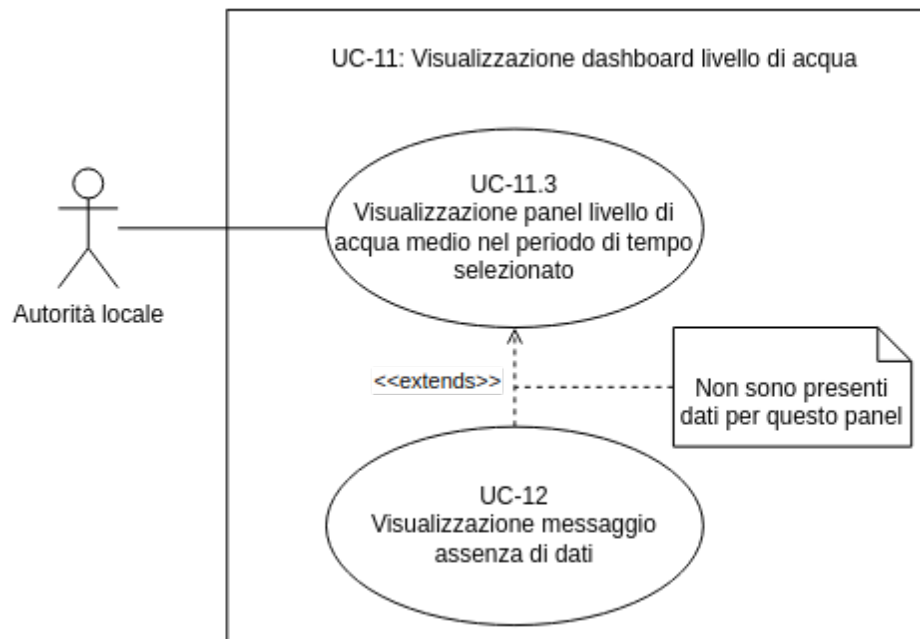 UC-11: Visualizzazione dashboard livello di acqua
UC-11.3
Visualizzazione panel livello di
acqua medio nel periodo di tempo
selezionato
Autorità locale
<<extends>>
Non sono presenti
dati per questo panel
UC-12
Visualizzazione messaggio
assenza di dati